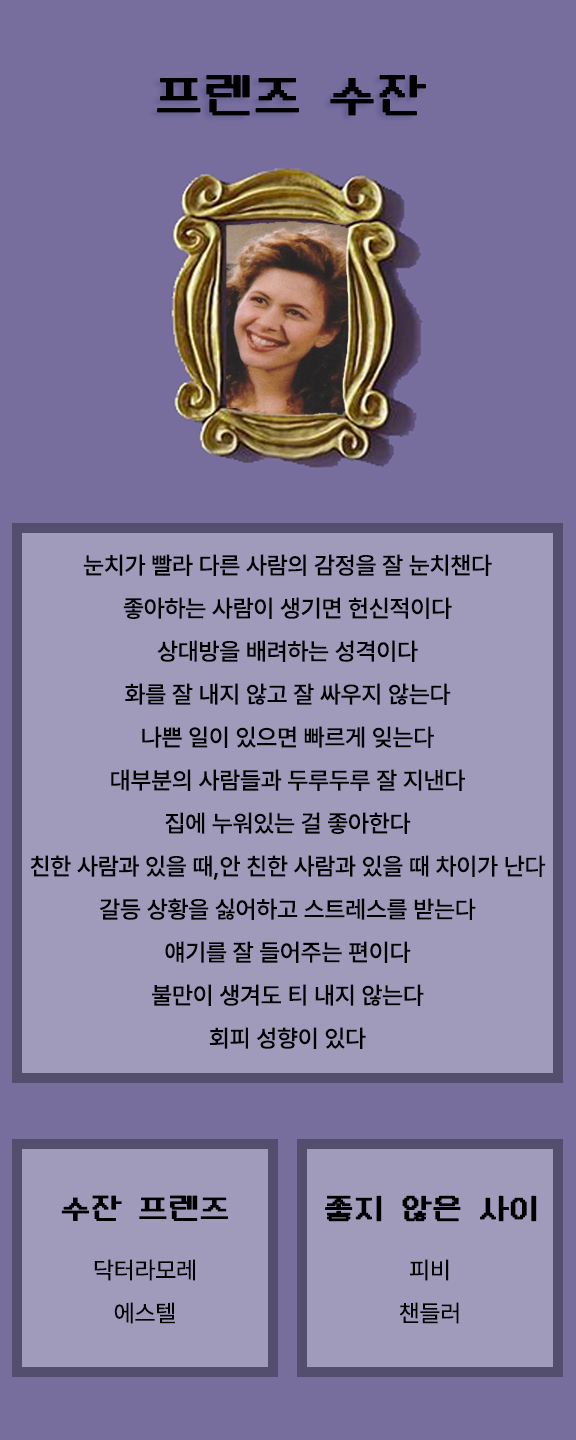 프렌즈 수잔
눈치가 빨라 다른 사람의 감정을 잘 눈치챈다
좋아하는 사람이 생기면 헌신적이다
상대방을 배려하는 성격이다
화를 잘 내지 않고 잘 싸우지 않는다
나쁜 일이 있으면 빠르게 잊는다
대부분의 사람들과 두루두루 잘 지낸다
집에 누워있는 걸 좋아한다
친한 사람과 있을 때,안 친한 사람과 있을 때 차이가 난다
갈등 상황을 싫어하고 스트레스를 받는다
얘기를 잘 들어주는 편이다
불만이 생겨도 티 내지 않는다
회피 성향이 있다
수잔 프렌즈
닥터라모레
에스텔
좋지 않은 사이
피비
챈들러